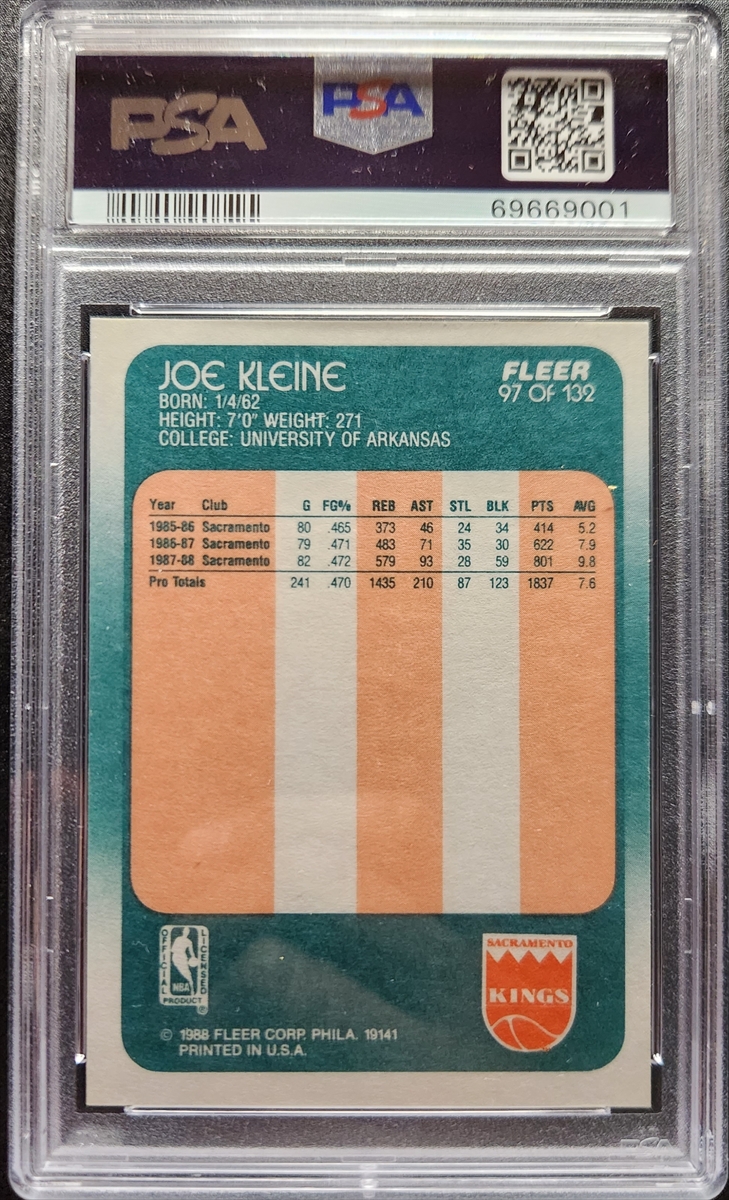 PSA PSA
69669001
JOE KLEINE
FLEER
97 OF 132
BORN: 1/4/62
HEIGHT: 7'0" WEIGHT: 271
COLLEGE: UNIVERSITY OF ARKANSAS
Year Club G FG% REB AST STL BLK PTS AVG
1985-86 Sacramento 80 .465 373 46 24 34 414 5.2
1986-87 Sacramento 79 .471 483 71 35 30 622 7.9
1987-88 Sacramento 82 .472 579 93 28 59 801 9.8
Pro Totals 241 .470 1435 210 87 123 1837 7.6
OFFICIAL LICENSED
NBA
PRODUCT ®
SACRAMENTO
KINGS
© 1988 FLEER CORP. PHILA. 19141
PRINTED IN U.S.A.
PSA